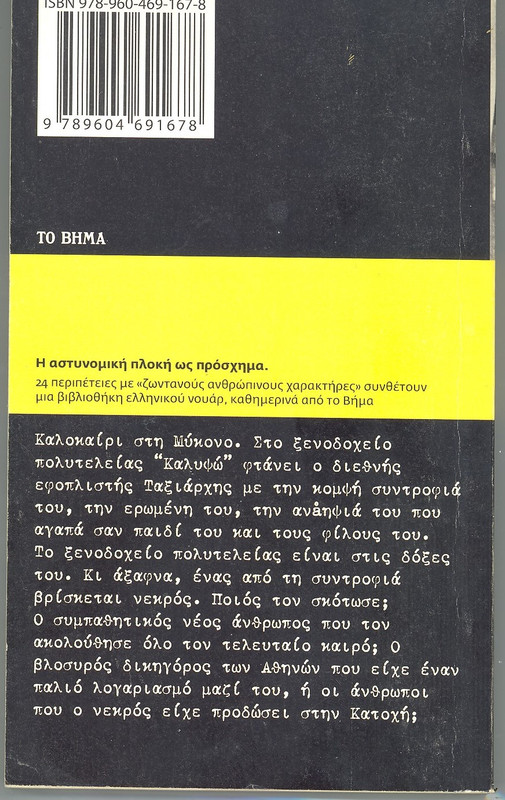 ISBN 978-960-469-167-8
9 789604 691678
ΤΟ ΒΗΜΑ
Η αστυνομική πλοκή ως πρόσχημα.
24 περιπέτειες με «ζωντανούς ανθρώπινους χαρακτήρες» συνθέτουν
μια βιβλιοθήκη ελληνικού νουάρ, καθημερινά από το Βήμα
Καλοκαίρι στη Μύκονο. Στο ξενοδοχείο
πολυτελείας “Καλυψώ” φτάνει ο διεθνής
εφοπλιστής Ταξιάρχης με την κομψή συντροφιά
του, την ερωμένη του, την ανåηψιά του που
αγαπά σαν παιδί του και τους φίλους του.
Το ξενοδοχείο πολυτελείας είναι στις δόξες
του. Κι άξαφνα, ένας από τη συντροφιά
βρίσκεται νεκρός. Ποιός τον σκότωσε;
Ο συμπαθητικός νέος άνθρωπος που τον
ακολούθησε όλο τον τελευταίο καιρό; Ο
βλοσυρός δικηγόρος των Αθηνών που είχε έναν
παλιό λογαριασμό μαζί του, ή οι άνθρωποι
που ο νεκρός είχε προδώσει στην Κατοχή;